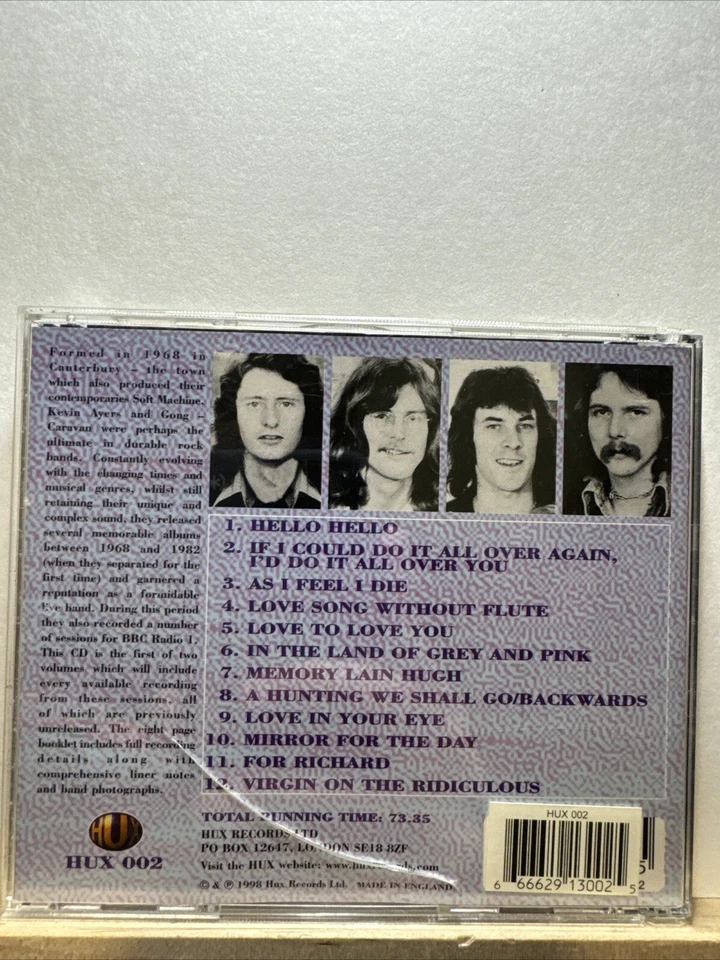 Formed in 1968 in
Canterbury – the town
which also produced their
contemporaries Soft Machine,
Kevin Ayers and Gong –
Caravan were perhaps the
ultimate in durable rock
bands. Constantly evolving
with the changing times and
musical genres, whilst still
retaining their unique and
complex sound, they released
several memorable albums
between 1968 and 1982
(when they separated for the
first time) and garnered a
reputation as a formidable
live band. During this period
they also recorded a number
of sessions for BBC Radio 1.
This CD is the first of two
volumes which will include
every available recording
from these sessions, all
of which are previously
unreleased. The eight page
booklet includes full recording
details along with
comprehensive liner notes
and band photographs.
HUX
HUX 002
1. HELLO HELLO
2. IF I COULD DO IT ALL OVER AGAIN,
I'D DO IT ALL OVER YOU
3. AS I FEEL I DIE
4. LOVE SONG WITHOUT FLUTE
5. LOVE TO LOVE YOU
6. IN THE LAND OF GREY AND PINK
7. MEMORY LAIN HUGH
8. A HUNTING WE SHALL GO/BACKWARDS
9. LOVE IN YOUR EYE
10. MIRROR FOR THE DAY
11. FOR RICHARD
12. VIRGIN ON THE RIDICULOUS
TOTAL RUNNING TIME: 73.35
HUX RECORDS LTD
PO BOX 12647, LONDON SE18 8ZF
Visit the HUX website: www.huxrecords.com
© & ℗ 1998 Hux Records Ltd. MADE IN ENGLAND
HUX 002
6 66629 13002 5
5
2